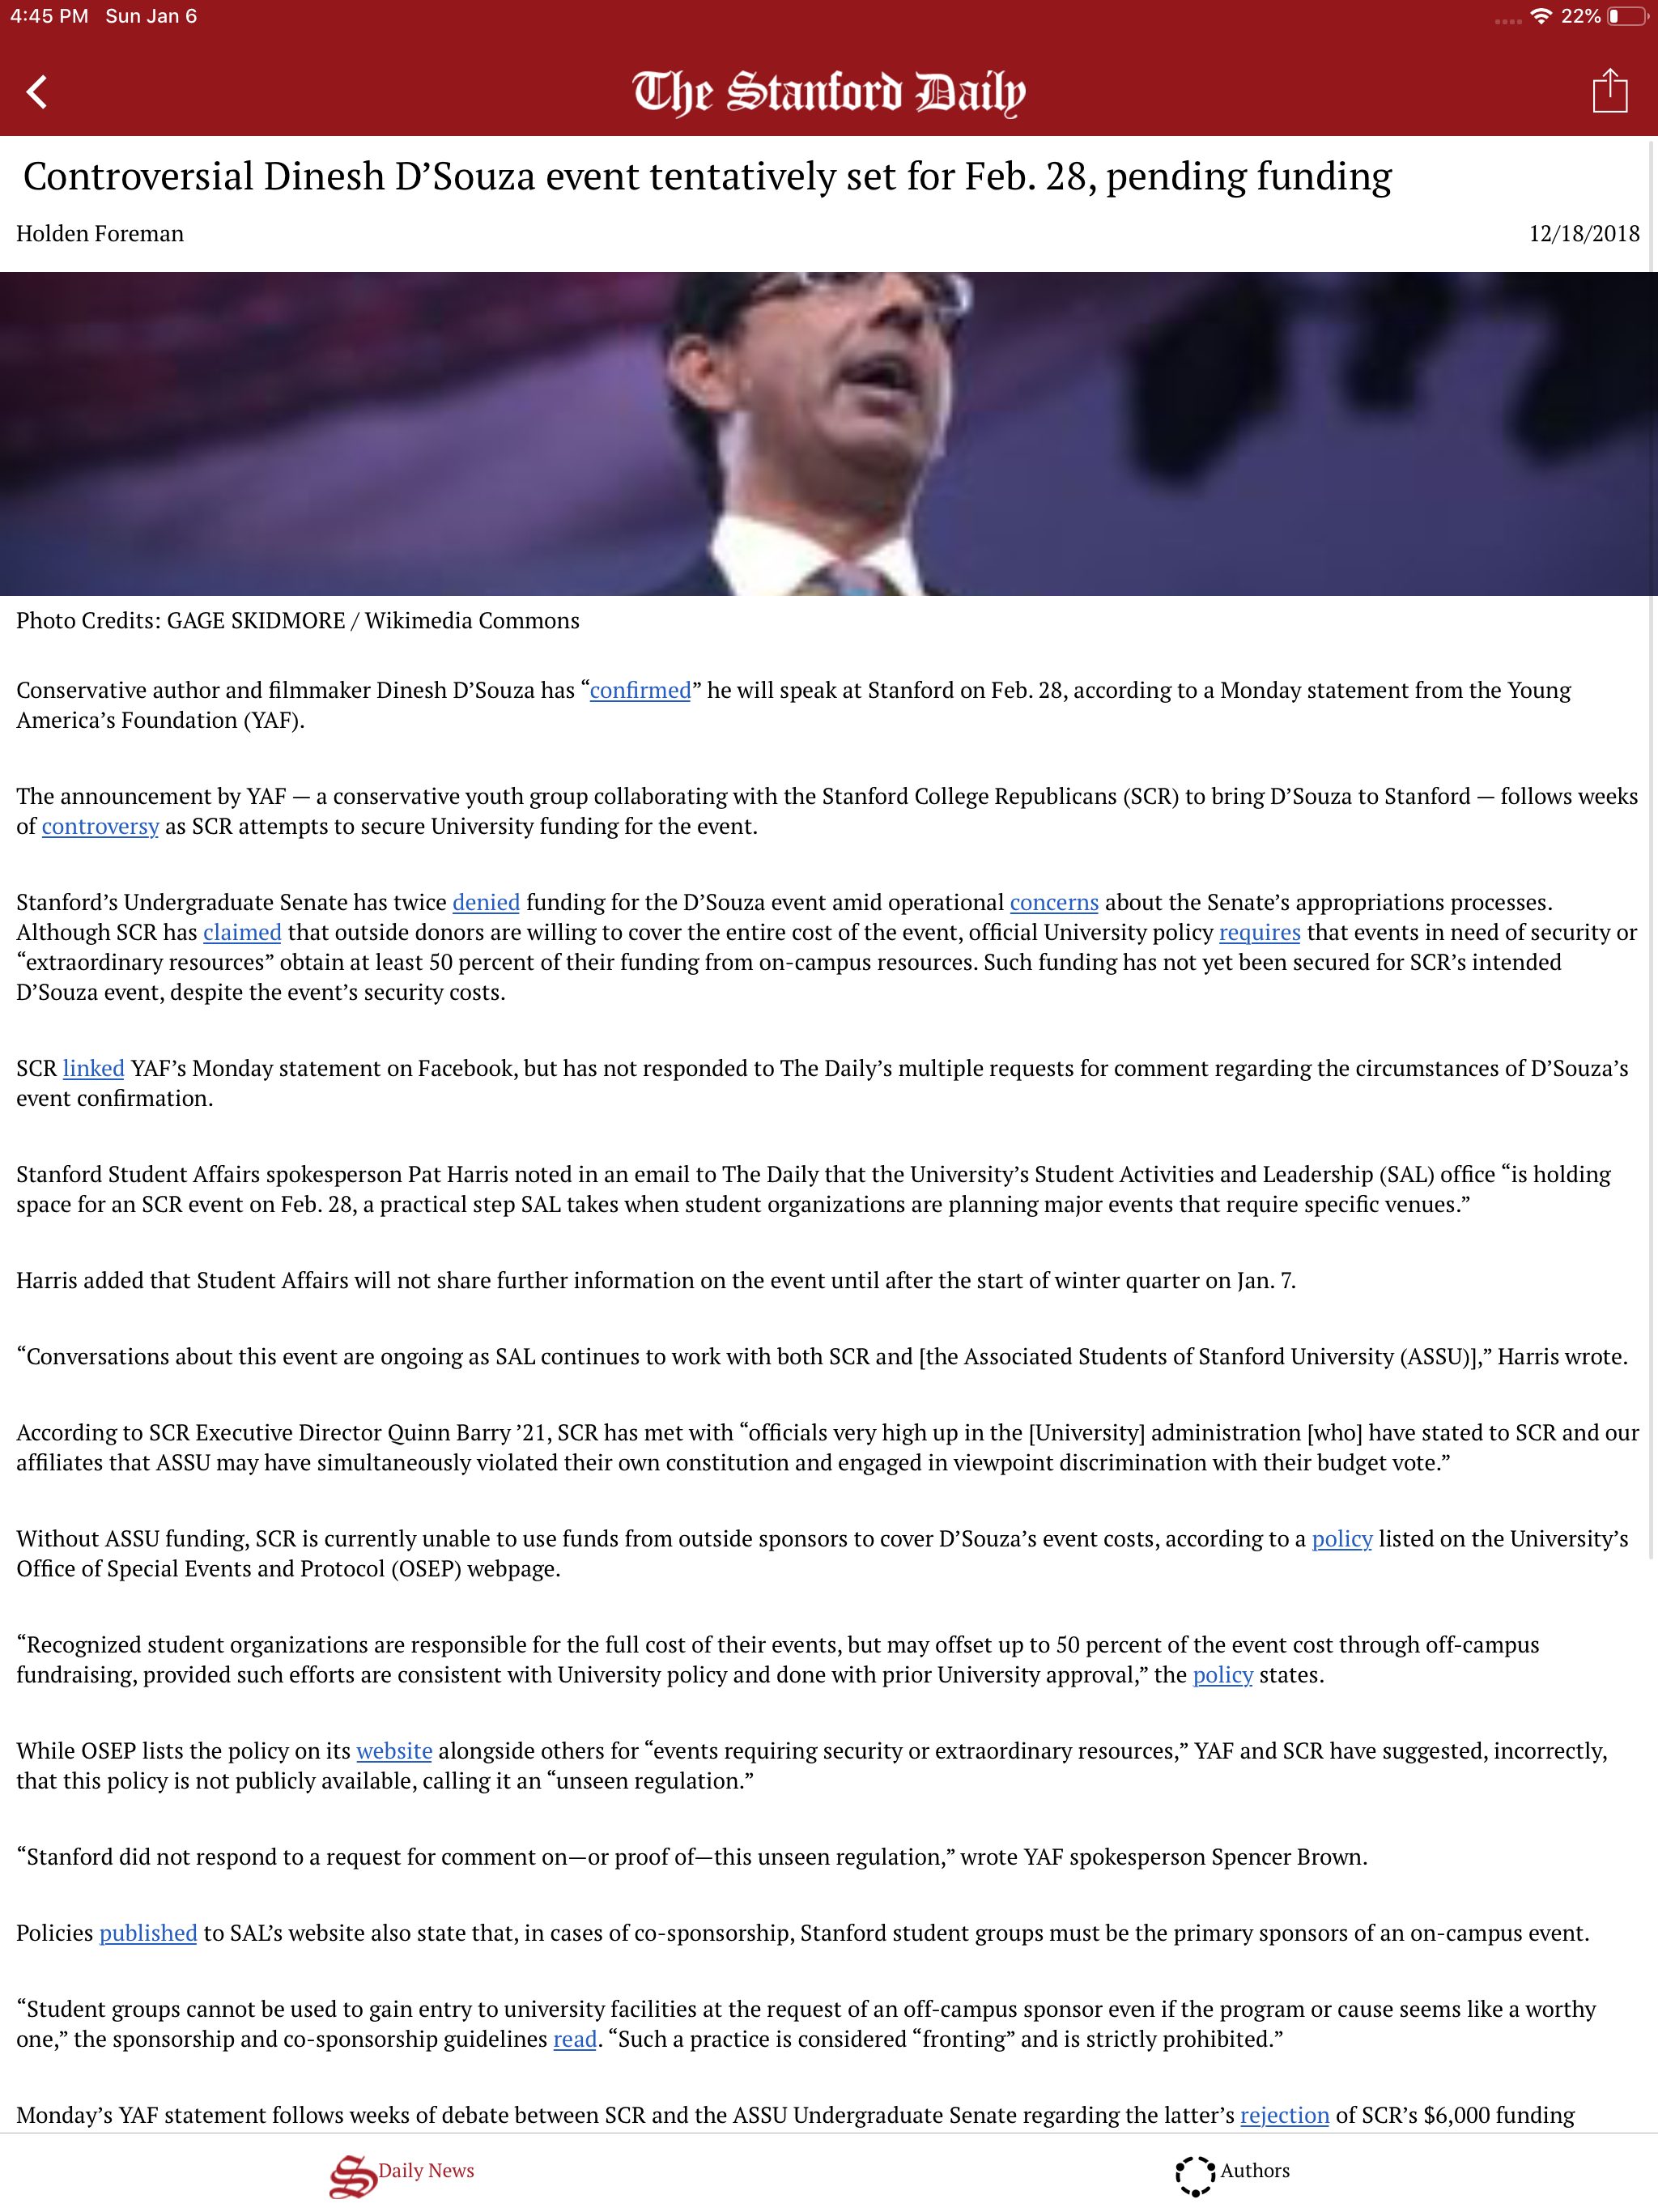 4:45 PM Sun Jan 6
22%
The Stanford Daily
Controversial Dinesh D’Souza event tentatively set for Feb. 28, pending funding
Holden Foreman
12/18/2018
Photo Credits: GAGE SKIDMORE / Wikimedia Commons
Conservative author and filmmaker Dinesh D’Souza has “confirmed” he will speak at Stanford on Feb. 28, according to a Monday statement from the Young
America’s Foundation (YAF).
The announcement by YAF — a conservative youth group collaborating with the Stanford College Republicans (SCR) to bring D’Souza to Stanford — follows weeks
of controversy as SCR attempts to secure University funding for the event.
Stanford’s Undergraduate Senate has twice denied funding for the D’Souza event amid operational concerns about the Senate’s appropriations processes.
Although SCR has claimed that outside donors are willing to cover the entire cost of the event, official University policy requires that events in need of security or
“extraordinary resources” obtain at least 50 percent of their funding from on-campus resources. Such funding has not yet been secured for SCR’s intended
D’Souza event, despite the event’s security costs.
SCR linked YAF’s Monday statement on Facebook, but has not responded to The Daily’s multiple requests for comment regarding the circumstances of D’Souza’s
event confirmation.
Stanford Student Affairs spokesperson Pat Harris noted in an email to The Daily that the University’s Student Activities and Leadership (SAL) office “is holding
space for an SCR event on Feb. 28, a practical step SAL takes when student organizations are planning major events that require specific venues.”
Harris added that Student Affairs will not share further information on the event until after the start of winter quarter on Jan. 7.
“Conversations about this event are ongoing as SAL continues to work with both SCR and [the Associated Students of Stanford University (ASSU)],” Harris wrote.
According to SCR Executive Director Quinn Barry ’21, SCR has met with “officials very high up in the [University] administration [who] have stated to SCR and our
affiliates that ASSU may have simultaneously violated their own constitution and engaged in viewpoint discrimination with their budget vote.”
Without ASSU funding, SCR is currently unable to use funds from outside sponsors to cover D’Souza’s event costs, according to a policy listed on the University’s
Office of Special Events and Protocol (OSEP) webpage.
“Recognized student organizations are responsible for the full cost of their events, but may offset up to 50 percent of the event cost through off-campus
fundraising, provided such efforts are consistent with University policy and done with prior University approval,” the policy states.
While OSEP lists the policy on its website alongside others for “events requiring security or extraordinary resources,” YAF and SCR have suggested, incorrectly,
that this policy is not publicly available, calling it an “unseen regulation.”
“Stanford did not respond to a request for comment on—or proof of—this unseen regulation,” wrote YAF spokesperson Spencer Brown.
Policies published to SAL’s website also state that, in cases of co-sponsorship, Stanford student groups must be the primary sponsors of an on-campus event.
“Student groups cannot be used to gain entry to university facilities at the request of an off-campus sponsor even if the program or cause seems like a worthy
one,” the sponsorship and co-sponsorship guidelines read. “Such a practice is considered “fronting” and is strictly prohibited.”
Monday’s YAF statement follows weeks of debate between SCR and the ASSU Undergraduate Senate regarding the latter’s rejection of SCR’s $6,000 funding
S Daily News
Authors